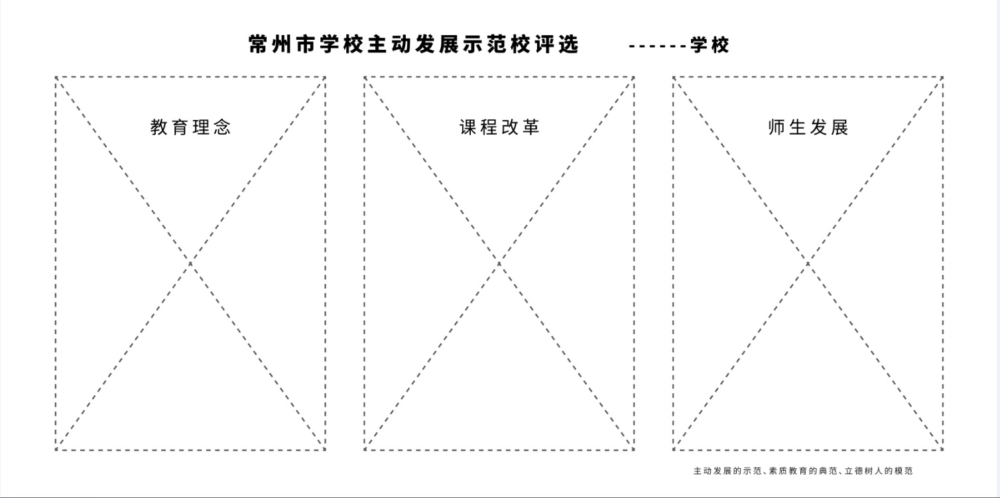 常州市学校主动发展示范校评选 ------学校
教育理念
课程改革
师生发展
主动发展的示范、素质教育的典范、立德树人的模范